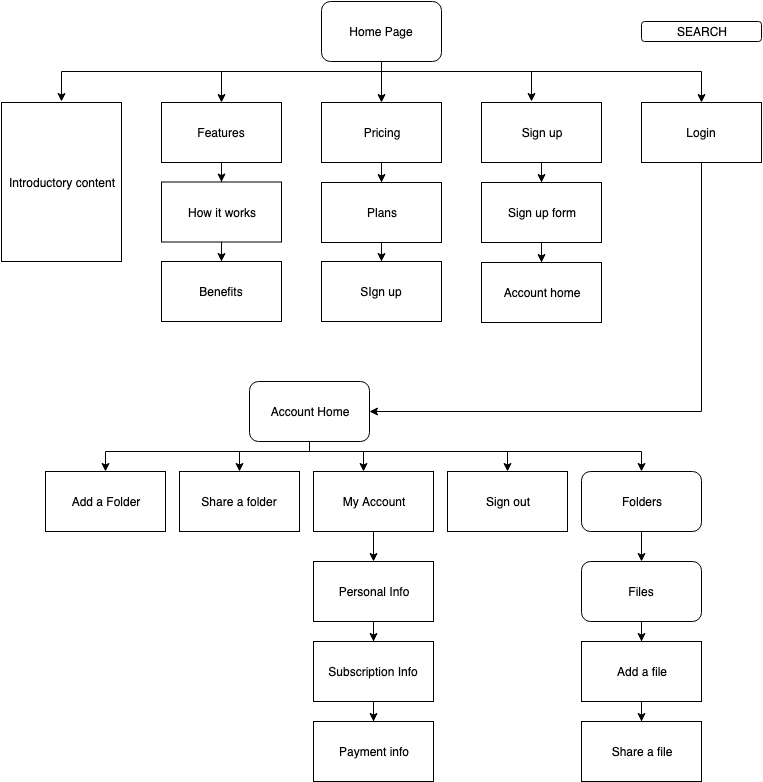 Home Page
SEARCH
Introductory content
Features
Pricing
Sign up
Login
How it works
Plans
Sign up form
Benefits
SIgn up
Account home
Account Home
Add a Folder
Share a folder
My Account
Sign out
Folders
Personal Info
Files
Subscription Info
Add a file
Payment info
Share a file